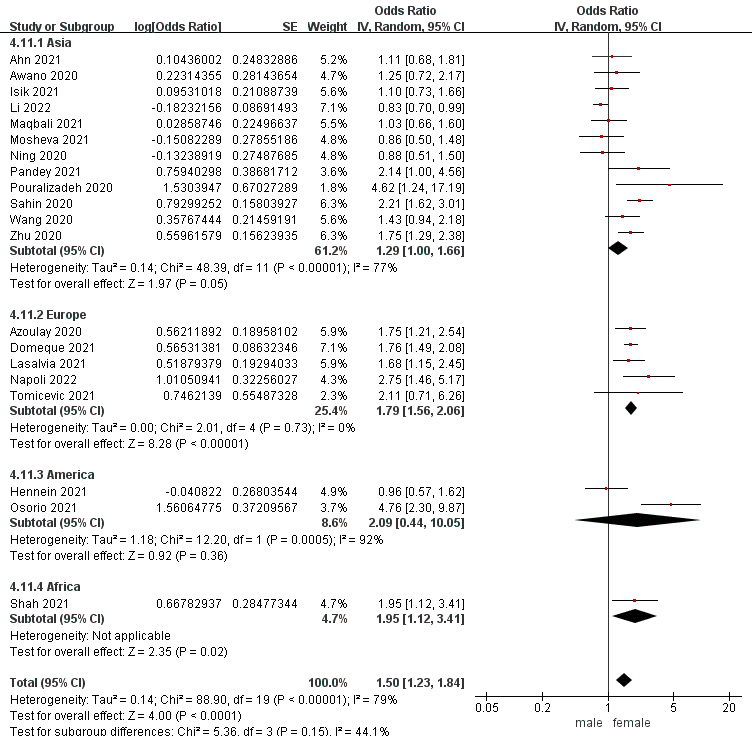 Odds Ratio Odds Ratio
Study or Subgroup log[Odds Ratio] SE Weight IV, Random, 95% CI IV, Random, 95% CI
4.11.1 Asia
Ahn 2021 0.10436002 0.24832886 5.2% 1.11 [0.68, 1.81]
Awano 2020 0.22314355 0.28143654 4.7% 1.25 [0.72, 2.17]
Isik 2021 0.09531018 0.21088739 5.6% 1.10 [0.73, 1.66]
Li 2022 -0.18232156 0.08691493 7.1% 0.83 [0.70, 0.99]
Maqbali 2021 0.02858746 0.22496637 5.5% 1.03 [0.66, 1.60]
Mosheva 2021 -0.15082289 0.27855186 4.8% 0.86 [0.50, 1.48]
Ning 2020 -0.13238919 0.27487685 4.8% 0.88 [0.51, 1.50]
Pandey 2021 0.75940298 0.38681712 3.6% 2.14 [1.00, 4.56]
Pouralizadeh 2020 1.5303947 0.67027289 1.8% 4.62 [1.24, 17.19]
Sahin 2020 0.79299252 0.15803927 6.3% 2.21 [1.62, 3.01]
Wang 2020 0.35767444 0.21459191 5.6% 1.43 [0.94, 2.18]
Zhu 2020 0.55961579 0.15623935 6.3% 1.75 [1.29, 2.38]
Subtotal (95% CI) 61.2% 1.29 [1.00, 1.66]
Heterogeneity: Tau² = 0.14; Chi² = 48.39, df = 11 (P < 0.00001); I² = 77%
Test for overall effect: Z = 1.97 (P = 0.05)
4.11.2 Europe
Azoulay 2020 0.56211892 0.18958102 5.9% 1.75 [1.21, 2.54]
Domeque 2021 0.56531381 0.08632346 7.1% 1.76 [1.49, 2.08]
Lasalvia 2021 0.51879379 0.19294033 5.8% 1.68 [1.15, 2.45]
Napoli 2022 1.01050941 0.32256027 4.2% 2.75 [1.46, 5.17]
Tomicevic 2021 0.7462139 0.55487328 2.3% 2.11 [0.71, 6.26]
Subtotal (95% CI) 25.4% 1.79 [1.56, 2.06]
Heterogeneity: Tau² = 0.00; Chi² = 2.01, df = 4 (P = 0.73); I² = 0%
Test for overall effect: Z = 8.28 (P < 0.00001)
4.11.3 America
Hennein 2021 -0.040822 0.26803544 4.9% 0.96 [0.57, 1.62]
Osorio 2021 1.56064775 0.37209567 3.7% 4.76 [2.30, 9.87]
Subtotal (95% CI) 8.6% 2.09 [0.44, 10.05]
Heterogeneity: Tau² = 1.18; Chi² = 12.20, df = 1 (P = 0.0005); I² = 92%
Test for overall effect: Z = 0.92 (P = 0.36)
4.11.4 Africa
Shah 2021 0.66782937 0.28477344 4.7% 1.95 [1.12, 3.41]
Subtotal (95% CI) 4.7% 1.95 [1.12, 3.41]
Heterogeneity: Not applicable
Test for overall effect: Z = 2.35 (P = 0.02)
Total (95% CI) 100.0% 1.50 [1.23, 1.84]
Heterogeneity: Tau² = 0.14; Chi² = 88.90, df = 19 (P < 0.00001); I² = 79%
Test for overall effect: Z = 4.00 (P < 0.0001)
Test for subgroup differences: Chi² = 5.36, df = 3 (P = 0.15), I² = 44.1%
0.05 0.2 1 5 20
male female